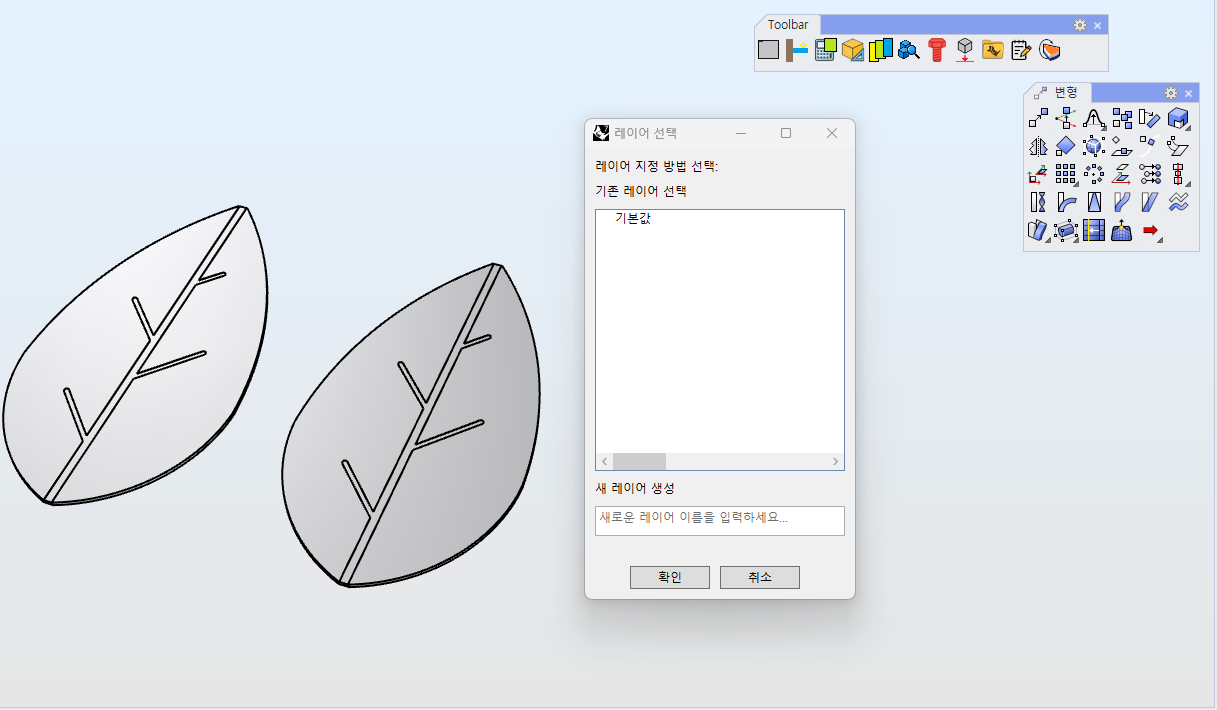 Toolbar
변형
레이어 선택
레이어 지정 방법 선택:
기존 레이어 선택
기본값
새 레이어 생성
새로운 레이어 이름을 입력하세요...
확인
취소